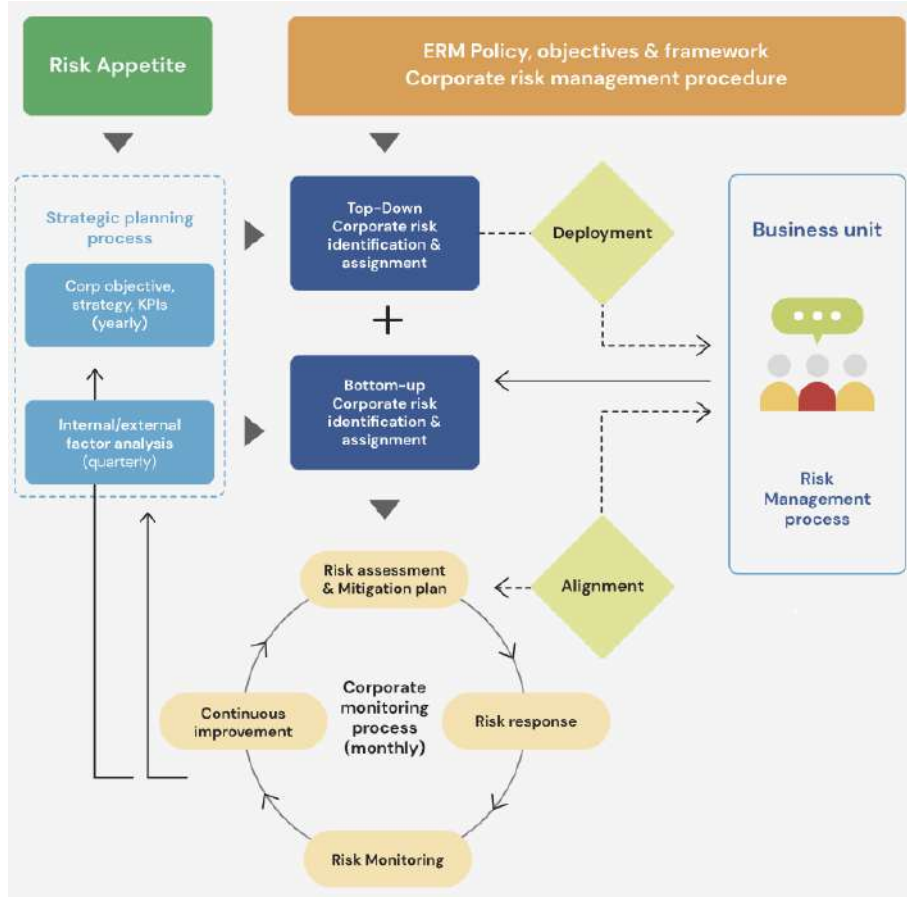 Risk Appetite
ERM Policy, objectives & framework
Corporate risk management procedure
Strategic planning
process
Corp objective,
strategy, KPIs
(yearly)
Internal/external
factor analysis
(quarterly)
Top-Down
Corporate risk
identification &
assignment
+
Bottom-up
Corporate risk
identification &
assignment
Deployment
Business unit
Risk
Management
process
Alignment
Risk assessment
& Mitigation plan
Risk response
Risk Monitoring
Continuous
improvement
Corporate
monitoring
process
(monthly)